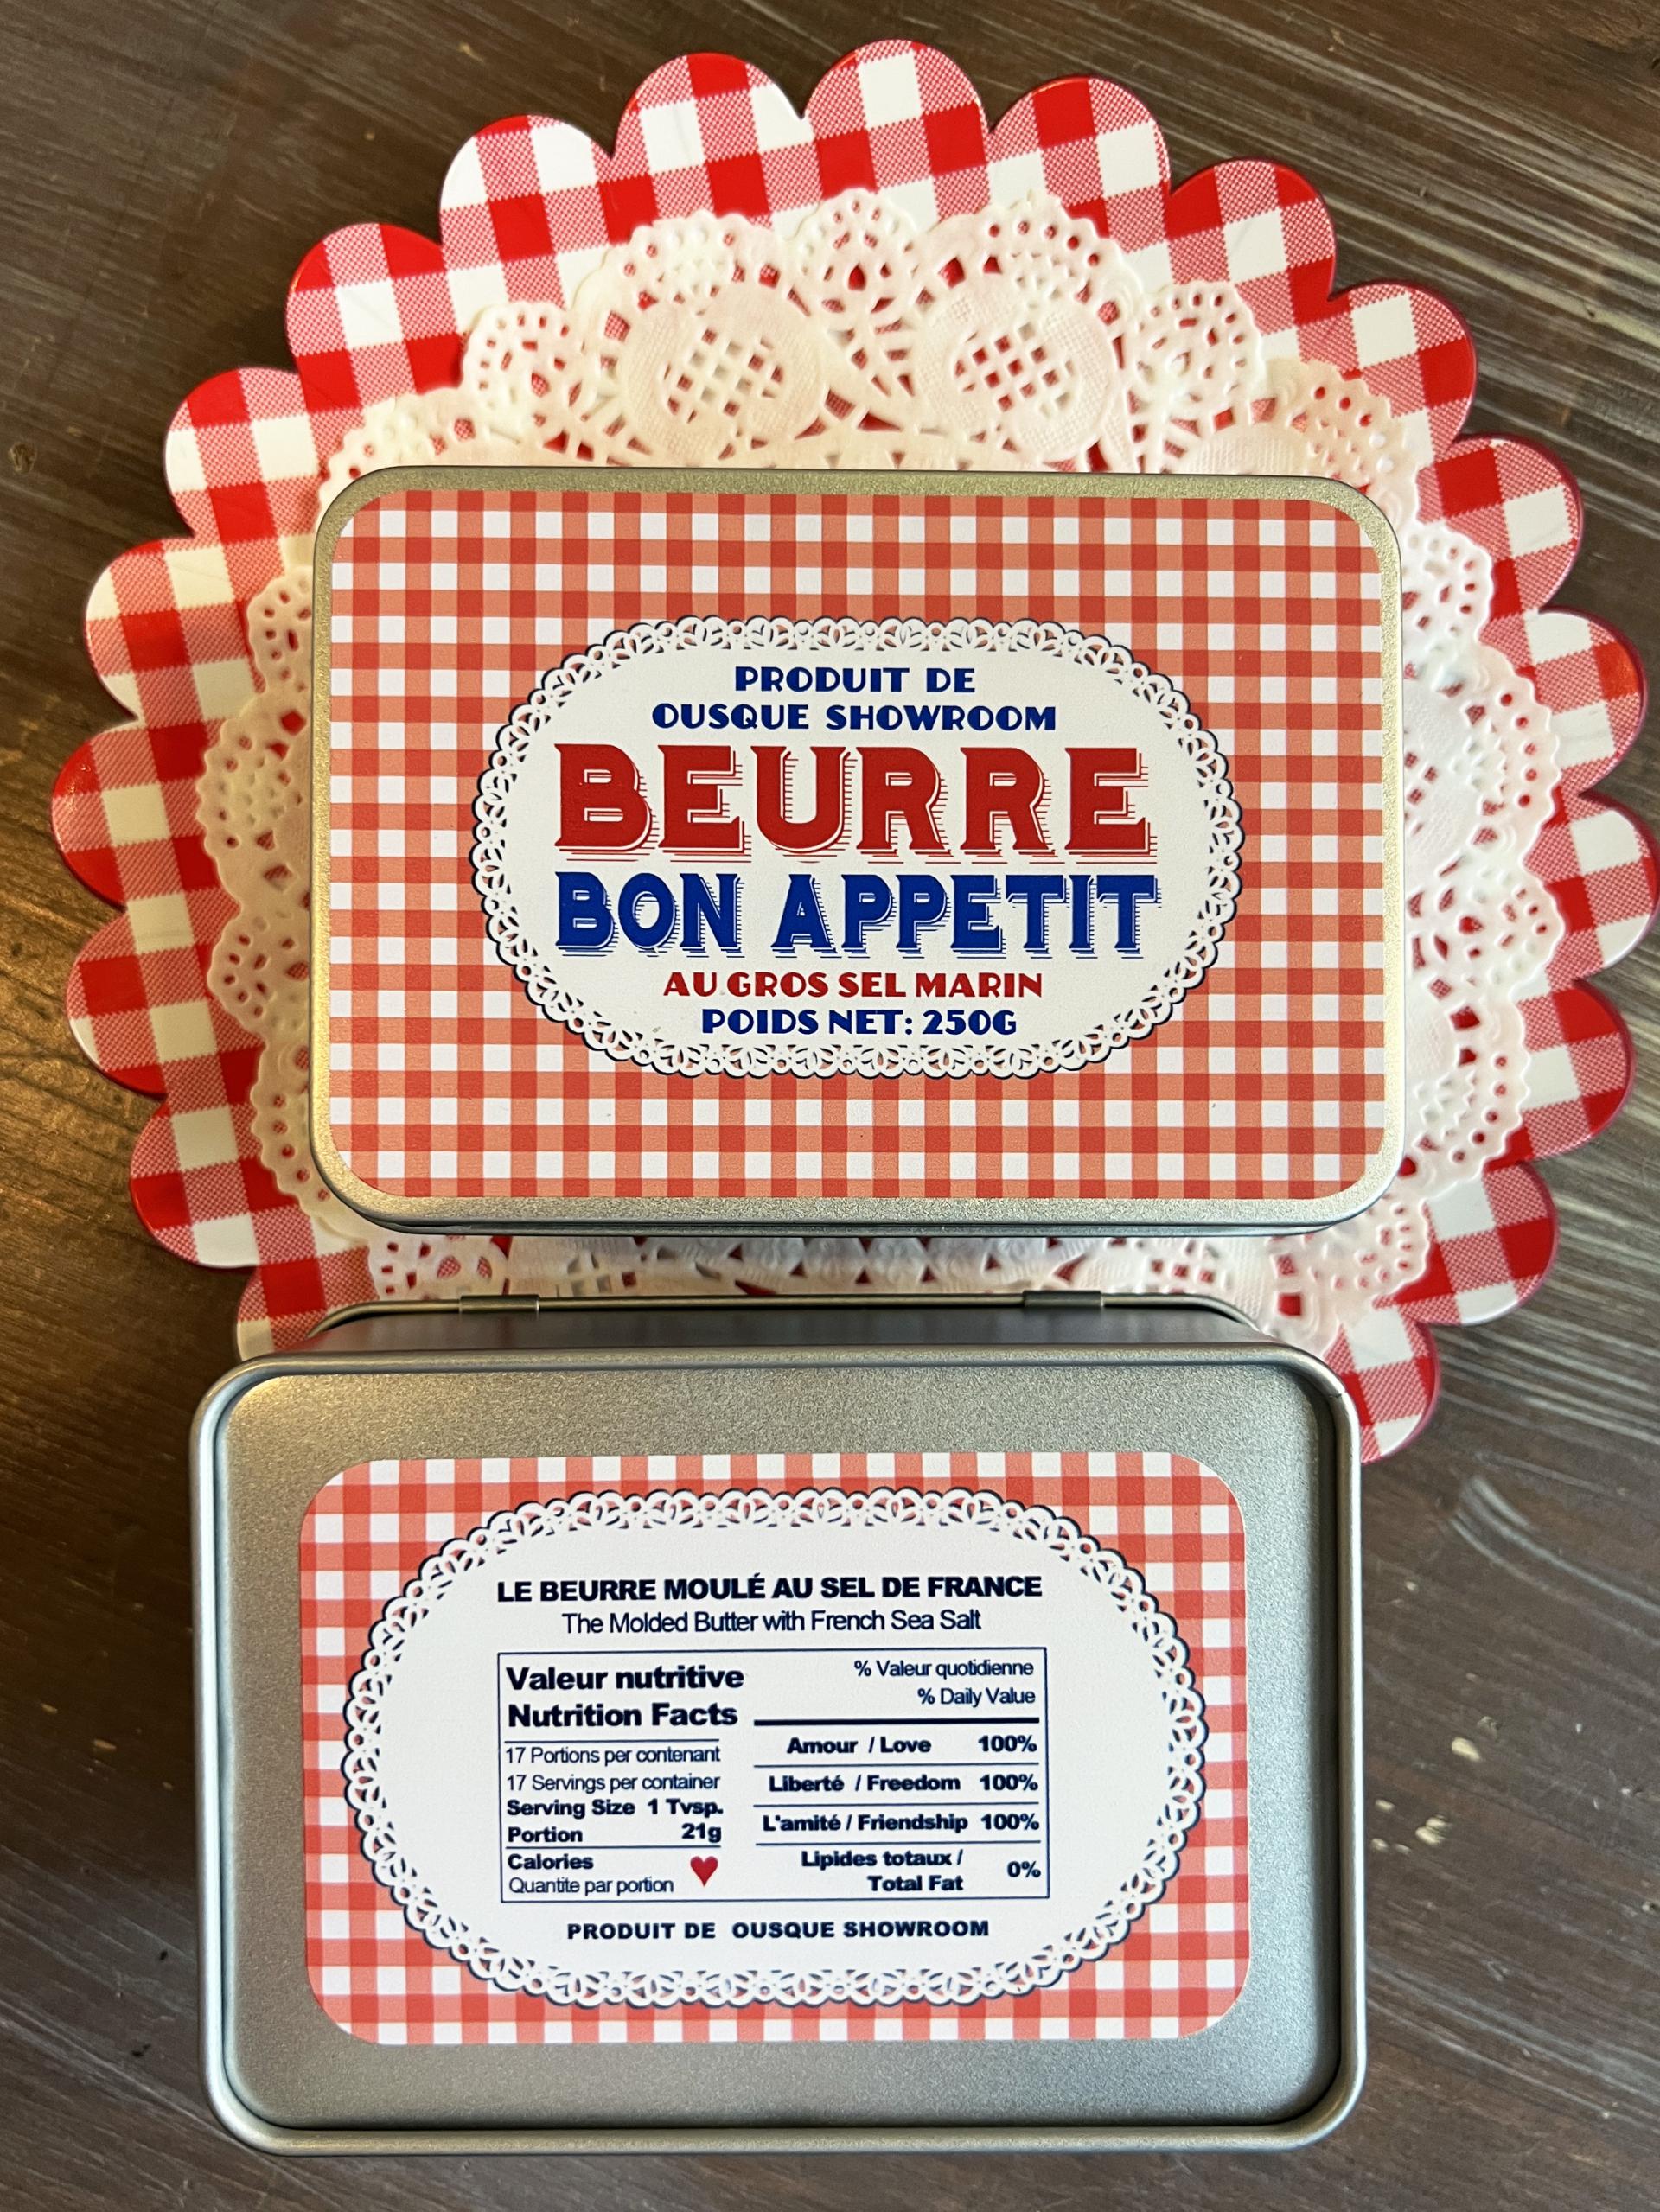 PRODUIT DE
OUSQUE SHOWROOM
BEURRE
BON APPETIT
AU GROS SEL MARIN
POIDS NET: 250G
LE BEURRE MOULÉ AU SEL DE FRANCE
The Molded Butter with French Sea Salt
Valeur nutritive
Nutrition Facts
17 Portions per contenant
17 Servings per container
Serving Size 1 Tvsp.
Portion 21g
Calories
Quantite par portion
% Valeur quotidienne
% Daily Value
Amour / Love 100%
Liberté / Freedom 100%
L'amité / Friendship 100%
Lipides totaux /
Total Fat 0%
PRODUIT DE OUSQUE SHOWROOM